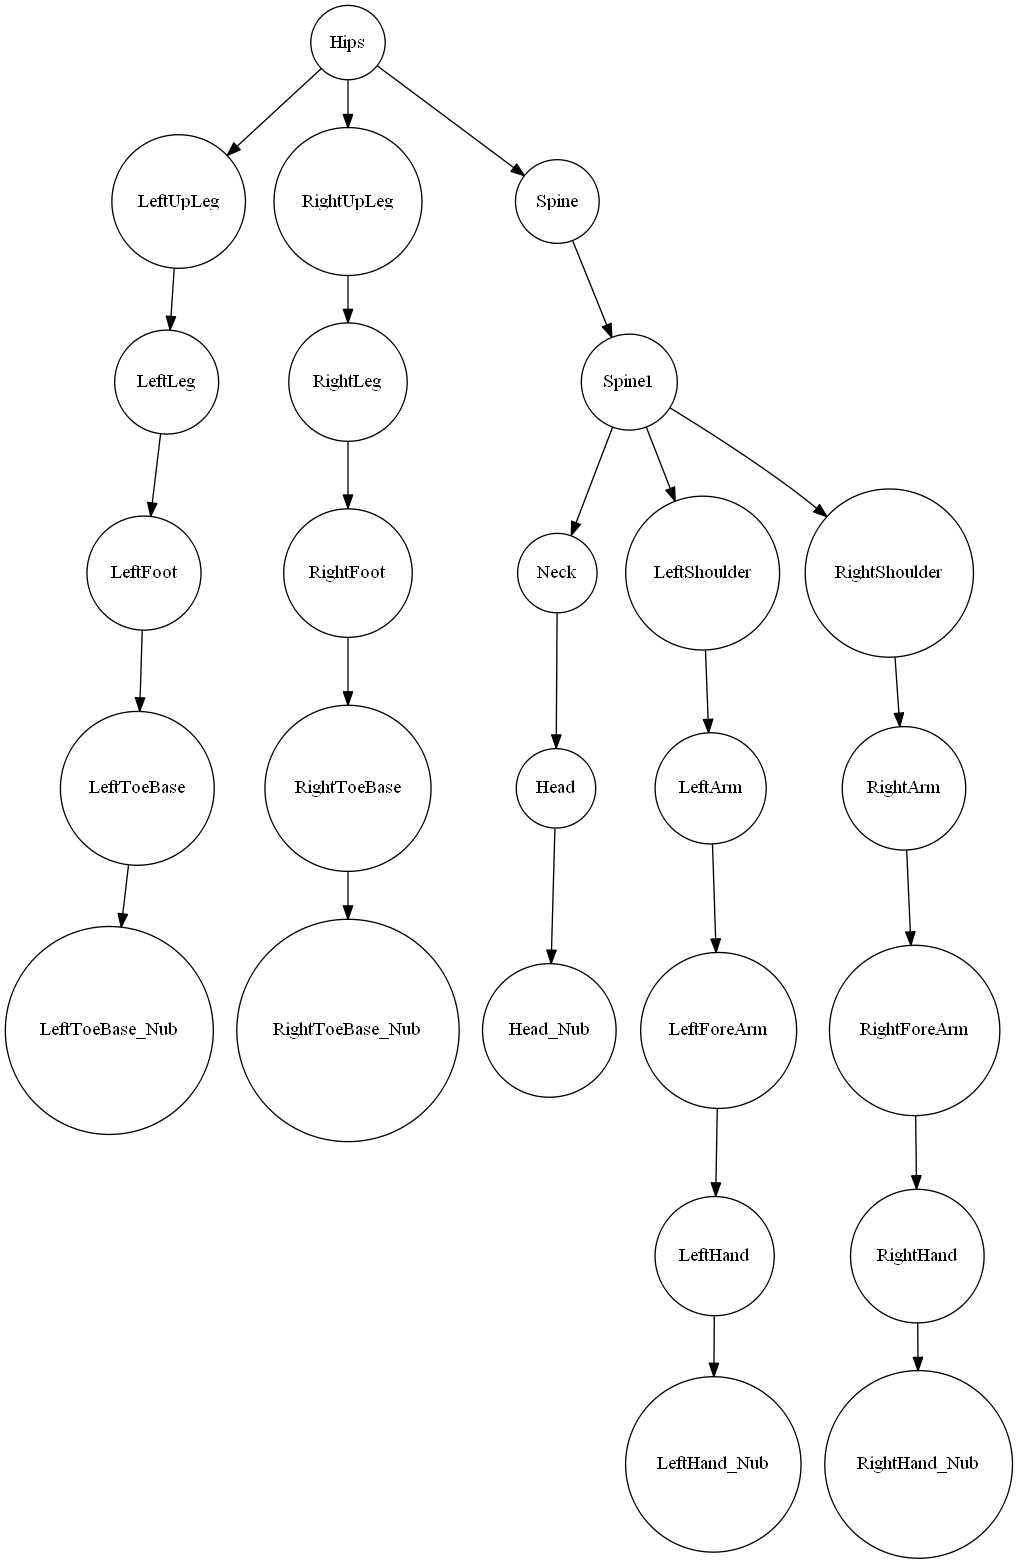 Hips
LeftUpLeg
RightUpLeg
Spine
LeftLeg
RightLeg
Spine1
LeftFoot
RightFoot
Neck
LeftShoulder
RightShoulder
LeftToeBase
RightToeBase
Head
LeftArm
RightArm
LeftToeBase_Nub
RightToeBase_Nub
Head_Nub
LeftForeArm
RightForeArm
LeftHand
RightHand
LeftHand_Nub
RightHand_Nub